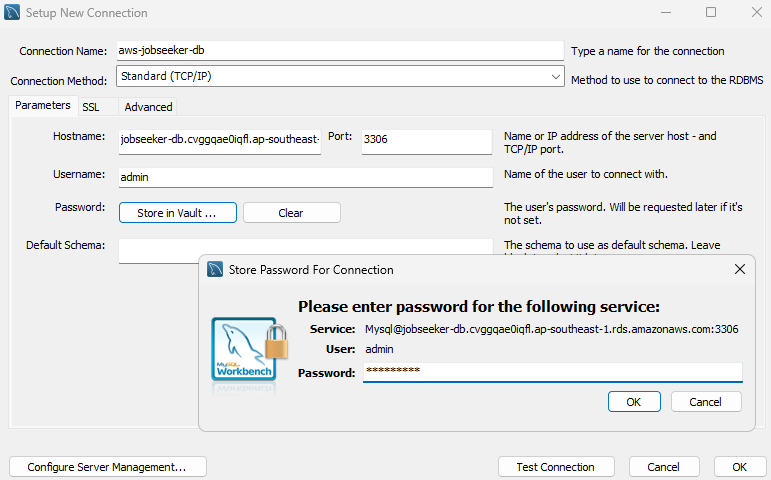 Setup New Connection
Connection Name: aws-jobseeker-db Type a name for the connection
Connection Method: Standard (TCP/IP) Method to use to connect to the RDBMS
Parameters SSL Advanced
Hostname: jobseeker-db.cvggqae0iqfl.ap-southeast- Port: 3306 Name or IP address of the server host - and
TCP/IP port.
Username: admin Name of the user to connect with.
Password: Store in Vault ... Clear The user's password. Will be requested later if it's
not set.
Default Schema: The schema to use as default schema. Leave
Store Password For Connection
Please enter password for the following service:
Service: Mysql@jobseeker-db.cvggqae0iqfl.ap-southeast-1.rds.amazonaws.com:3306
User: admin
Password: *********
MySQL
Workbench
OK Cancel
Configure Server Management... Test Connection Cancel OK